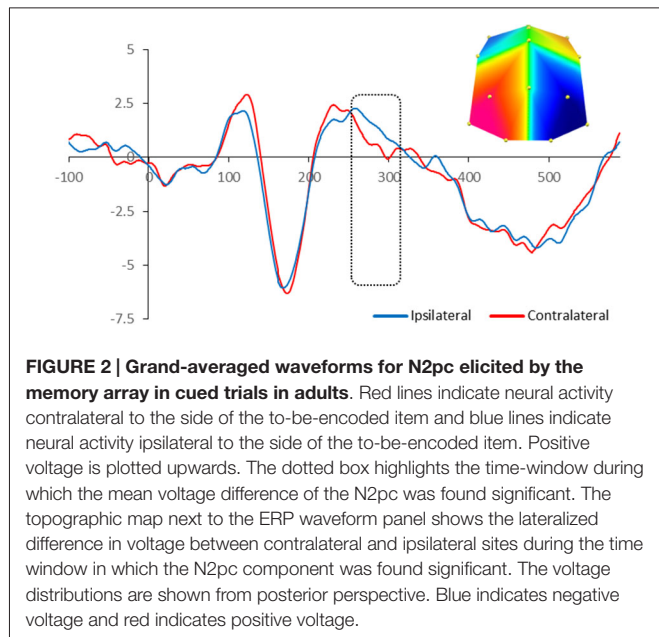 5
2.5
0
-100
0
100
200
300
400
500
-2.5
-5
-7.5
Ipsilateral
Contralateral
FIGURE 2 | Grand-averaged waveforms for N2pc elicited by the
memory array in cued trials in adults. Red lines indicate neural activity
contralateral to the side of the to-be-encoded item and blue lines indicate
neural activity ipsilateral to the side of the to-be-encoded item. Positive
voltage is plotted upwards. The dotted box highlights the time-window during
which the mean voltage difference of the N2pc was found significant. The
topographic map next to the ERP waveform panel shows the lateralized
difference in voltage between contralateral and ipsilateral sites during the time
window in which the N2pc component was found significant. The voltage
distributions are shown from posterior perspective. Blue indicates negative
voltage and red indicates positive voltage.